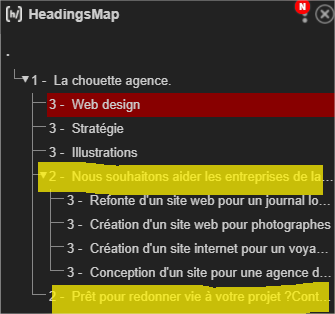 HeadingsMap
N
.
1 - La chouette agence.
3 - Web design
3 - Stratégie
3 - Illustrations
2 - Nous souhaitons aider les entreprises de la...
3 - Refonte d'un site web pour un journal lo...
3 - Création d'un site web pour photographes
3 - Création d'un site internet pour un voya...
3 - Conception d'un site pour une agence d...
2 - Prêt pour redonner vie à votre projet ?Cont...